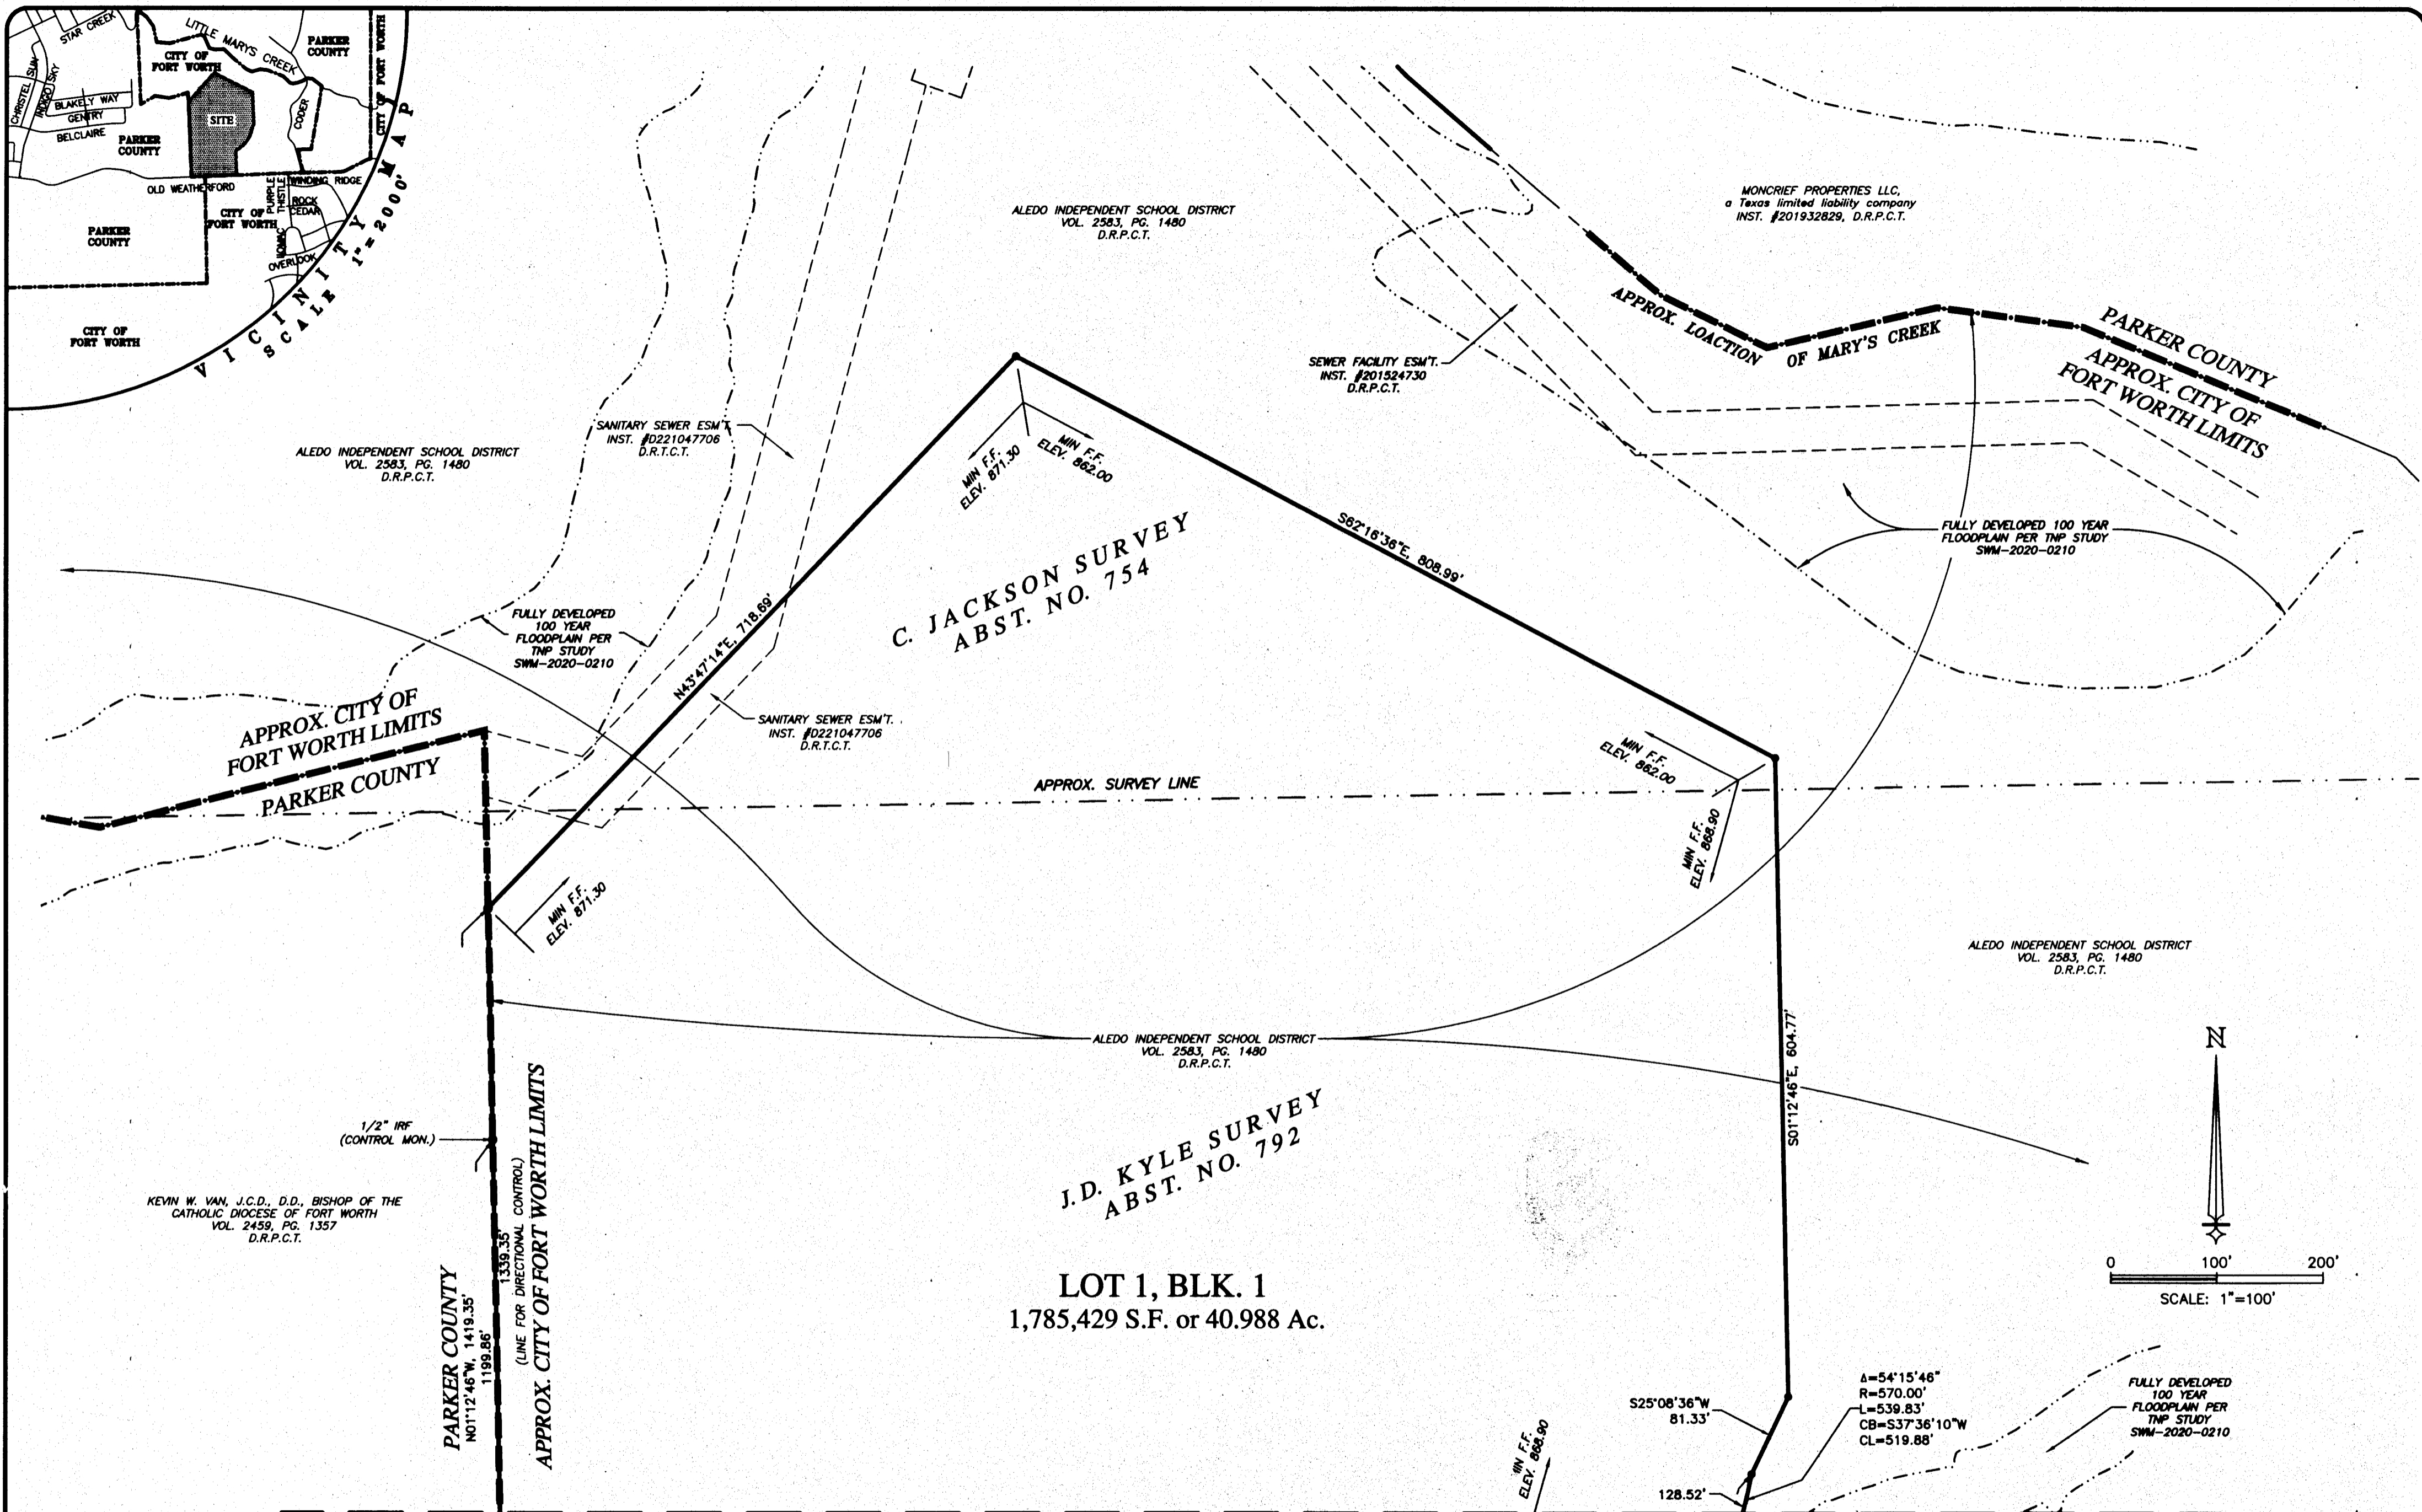 STAR CREEK
LITTLE MARY'S CREEK
CITY OF
FORT WORTH
PARKER
COUNTY
CITY OF FORT WORTH
CHRISTEL SUN
INDIGO SKY
BLAKELY WAY
GENTRY
BELCLAIRE
SITE
CODER
PARKER
COUNTY
OLD WEATHERFORD
PURPLE
THISTLE
WINDING RIDGE
ROCK
CEDAR
CITY OF
FORT WORTH
PARKER
COUNTY
OVERLOOK
CITY OF
FORT WORTH
VICINITY MAP
SCALE 1"= 2000'
ALEDO INDEPENDENT SCHOOL DISTRICT
VOL. 2583, PG. 1480
D.R.P.C.T.
MONCRIEF PROPERTIES LLC,
a Texas limited liability company
INST. #201932829, D.R.P.C.T.
APPROX. LOACTION
OF MARY'S CREEK
PARKER COUNTY
APPROX. CITY OF
FORT WORTH LIMITS
SEWER FACILITY ESM'T.
INST. #201524730
D.R.P.C.T.
SANITARY SEWER ESM'T.
INST. #D221047706
D.R.T.C.T.
ALEDO INDEPENDENT SCHOOL DISTRICT
VOL. 2583, PG. 1480
D.R.P.C.T.
MIN F.F.
ELEV. 871.30
MIN F.F.
ELEV. 862.00
S62°16'36"E, 808.99'
C. JACKSON SURVEY
ABST. NO. 754
FULLY DEVELOPED 100 YEAR
FLOODPLAIN PER TNP STUDY
SWM-2020-0210
FULLY DEVELOPED
100 YEAR
FLOODPLAIN PER
TNP STUDY
SWM-2020-0210
N43°47'14"E, 718.69'
SANITARY SEWER ESM'T.
INST. #D221047706
D.R.T.C.T.
APPROX. CITY OF
FORT WORTH LIMITS
PARKER COUNTY
APPROX. SURVEY LINE
MIN F.F.
ELEV. 862.00
MIN F.F.
ELEV. 868.90
MIN F.F.
ELEV. 871.30
ALEDO INDEPENDENT SCHOOL DISTRICT
VOL. 2583, PG. 1480
D.R.P.C.T.
ALEDO INDEPENDENT SCHOOL DISTRICT
VOL. 2583, PG. 1480
D.R.P.C.T.
S01°12'46"E, 604.77'
N
1/2" IRF
(CONTROL MON.)
J.D. KYLE SURVEY
ABST. NO. 792
KEVIN W. VAN, J.C.D., D.D., BISHOP OF THE
CATHOLIC DIOCESE OF FORT WORTH
VOL. 2459, PG. 1357
D.R.P.C.T.
PARKER COUNTY
N01°12'46"W, 1419.35'
1199.86'
1339.35'
(LINE FOR DIRECTIONAL CONTROL)
APPROX. CITY OF FORT WORTH LIMITS
LOT 1, BLK. 1
1,785,429 S.F. or 40.988 Ac.
0 100' 200'
SCALE: 1"=100'
S25°08'36"W
81.33'
Δ=54°15'46"
R=570.00'
L=539.83'
CB=S37°36'10"W
CL=519.88'
FULLY DEVELOPED
100 YEAR
FLOODPLAIN PER
TNP STUDY
SWM-2020-0210
MIN F.F.
ELEV. 868.90
128.52'